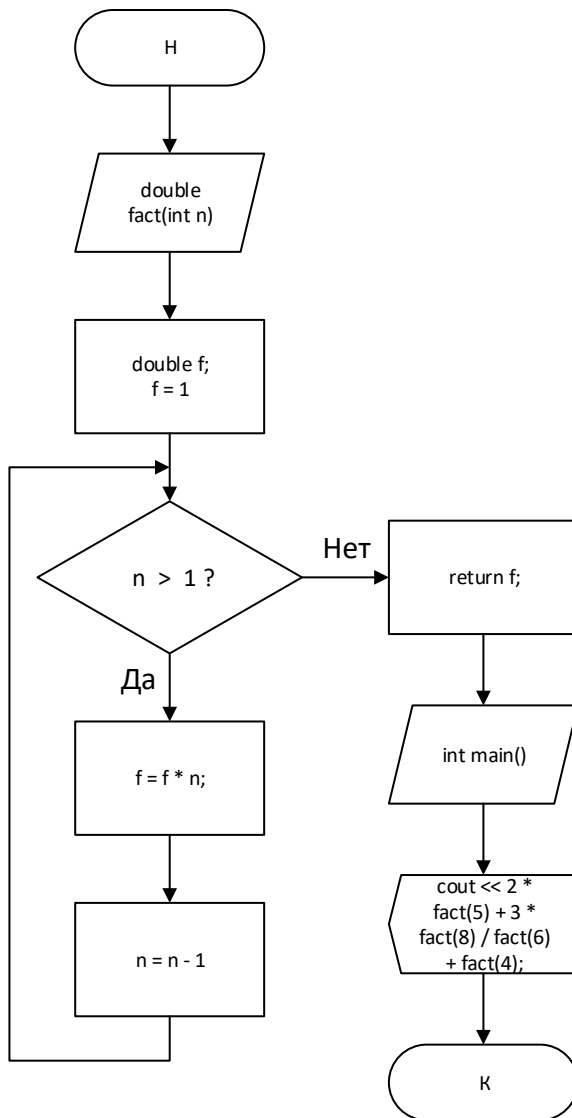 Н
double
fact(int n)
double f;
f = 1
n > 1 ?
Да
f = f * n;
n = n - 1
Нет
return f;
int main()
cout << 2 *
fact(5) + 3 *
fact(8) / fact(6)
+ fact(4);
К